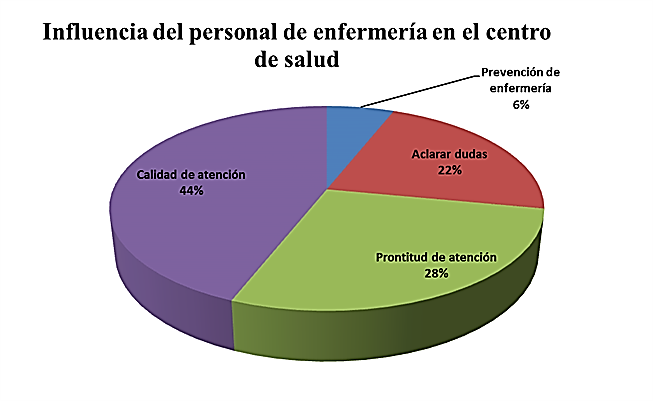 Influencia del personal de enfermería en el centro
de salud
Prevención de
enfermería
6%
Aclarar dudas
22%
Calidad de atención
44%
Prontitud de atención
28%